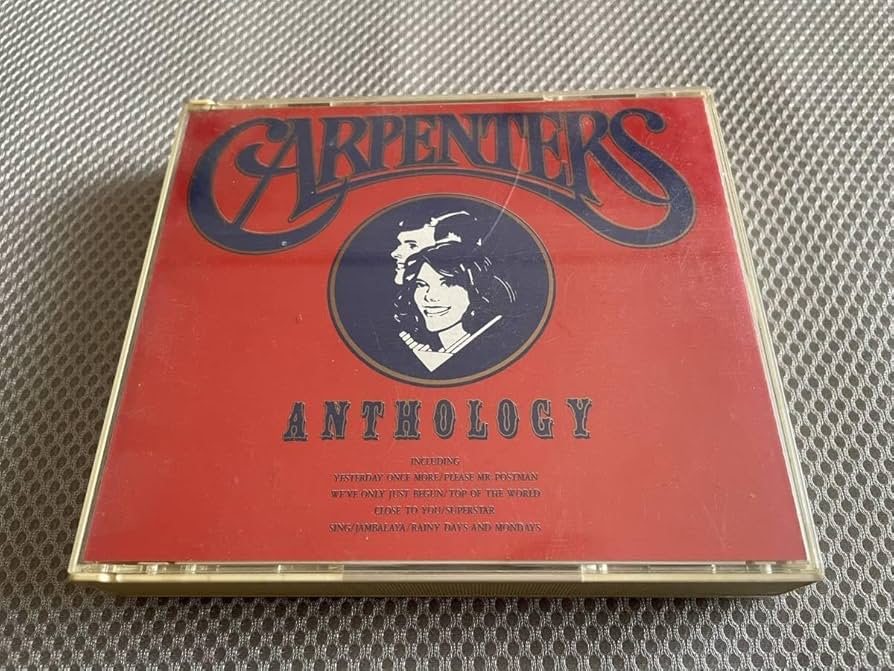 CARPENTERS
ANTHOLOGY
INCLUDING
YESTERDAY ONCE MORE/PLEASE MR. POSTMAN
WE'VE ONLY JUST BEGUN/TOP OF THE WORLD
CLOSE TO YOU/SUPERSTAR
SING/JAMBALAYA/RAINY DAYS AND MONDAYS